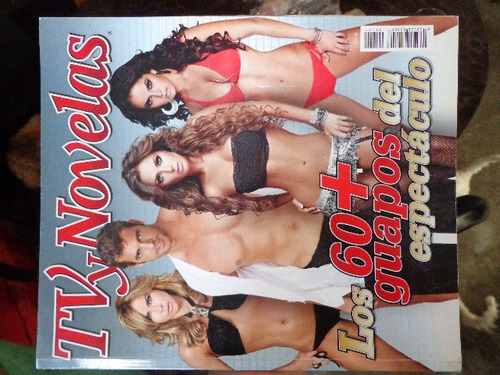 TVyNovelas
Los 60+
guapos del
espectáculo